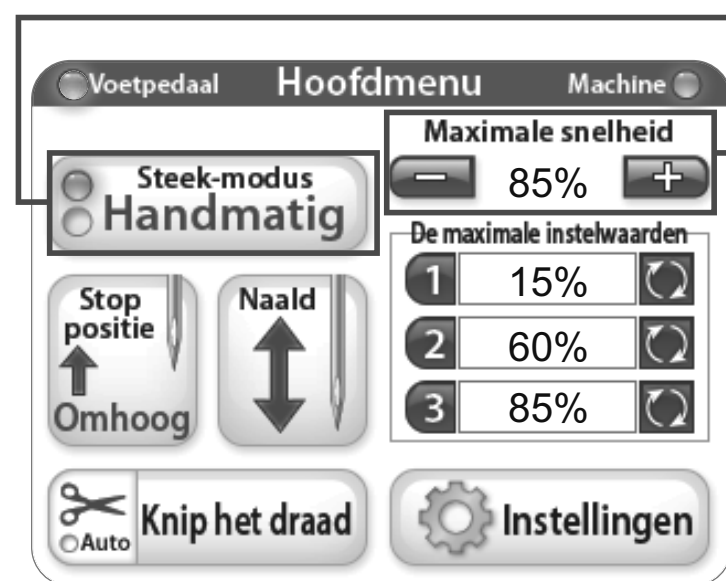 Voetpedaal Hoofdmenu Machine
Maximale snelheid
85%
Steek-modus
Handmatig
De maximale instelwaarden
1 15%
2 60%
3 85%
Stop
positie
Omhoog
Naald
Auto
Knip het draad
Instellingen